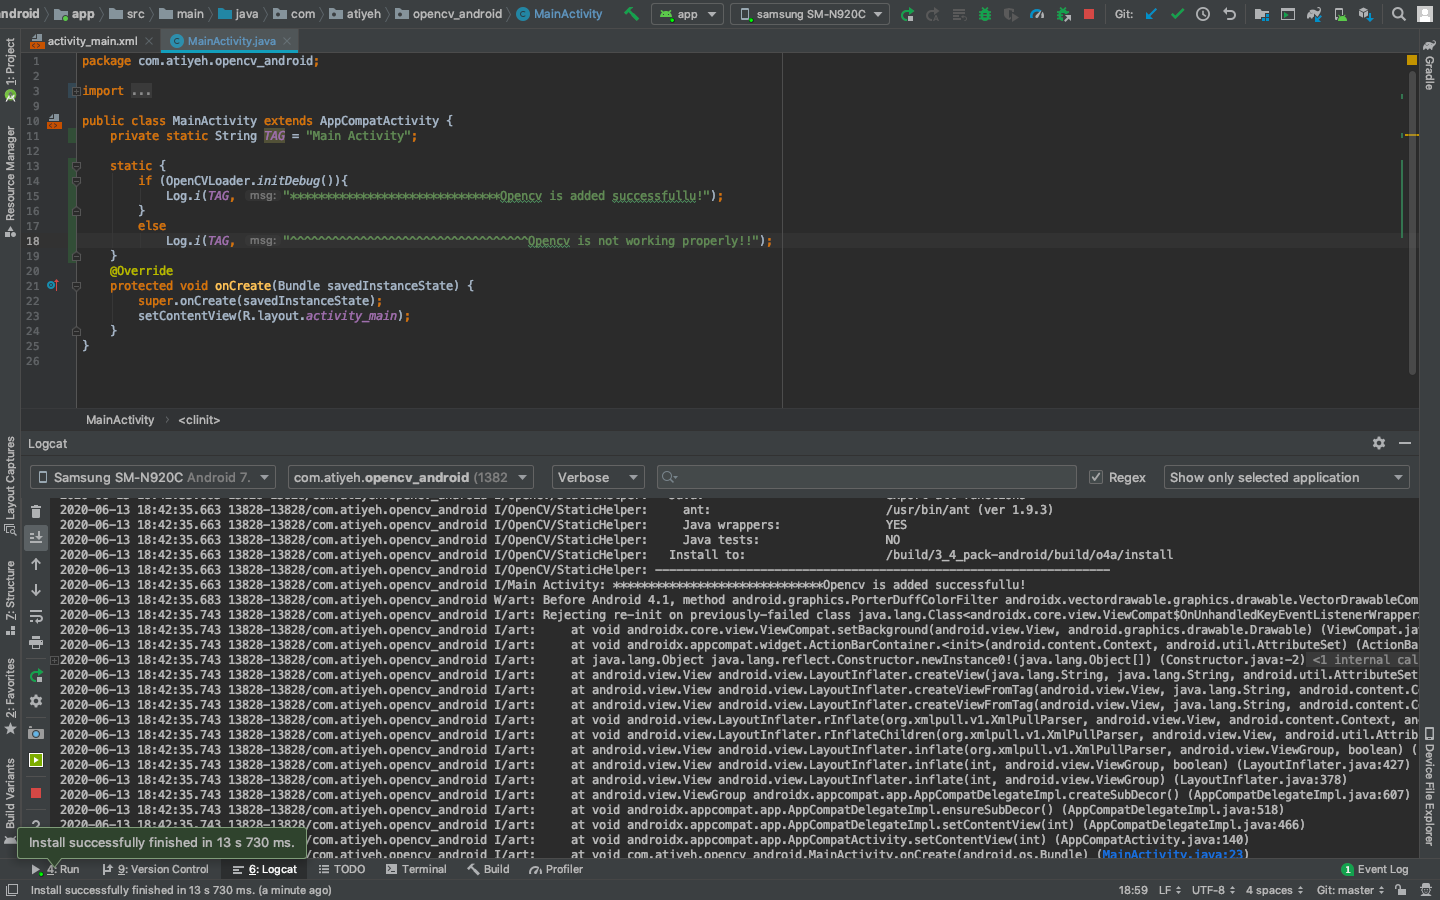 android app src main java com atiyeh opencv_android MainActivity app samsung SM-N920C Git:
activity_main.xml MainActivity.java
1 package com.atiyeh.opencv_android;
2
3 import ...
9
10 public class MainActivity extends AppCompatActivity {
11 private static String TAG = "Main Activity";
12
13 static {
14 if (OpenCVLoader.initDebug()){
15 Log.i(TAG, msg: "******************************Opencv is added successfullu!");
16 }
17 else
18 Log.i(TAG, msg: "^^^^^^^^^^^^^^^^^^^^^^^^^^^^^^^^^^Opencv is not working properly!!");
19 }
20 @Override
21 protected void onCreate(Bundle savedInstanceState) {
22 super.onCreate(savedInstanceState);
23 setContentView(R.layout.activity_main);
24 }
25 }
26
MainActivity <clinit>
Logcat
Samsung SM-N920C Android 7. com.atiyeh.opencv_android (1382 Verbose Regex Show only selected application
2020-06-13 18:42:35.663 13828-13828/com.atiyeh.opencv_android I/OpenCV/StaticHelper: ant: /usr/bin/ant (ver 1.9.3)
2020-06-13 18:42:35.663 13828-13828/com.atiyeh.opencv_android I/OpenCV/StaticHelper: Java wrappers: YES
2020-06-13 18:42:35.663 13828-13828/com.atiyeh.opencv_android I/OpenCV/StaticHelper: Java tests: NO
2020-06-13 18:42:35.663 13828-13828/com.atiyeh.opencv_android I/OpenCV/StaticHelper: Install to: /build/3_4_pack-android/build/o4a/install
2020-06-13 18:42:35.663 13828-13828/com.atiyeh.opencv_android I/OpenCV/StaticHelper: -----------------------------------------------------------------
2020-06-13 18:42:35.663 13828-13828/com.atiyeh.opencv_android I/Main Activity: ******************************Opencv is added successfullu!
2020-06-13 18:42:35.683 13828-13828/com.atiyeh.opencv_android W/art: Before Android 4.1, method android.graphics.PorterDuffColorFilter androidx.vectordrawable.graphics.drawable.VectorDrawableCom
2020-06-13 18:42:35.743 13828-13828/com.atiyeh.opencv_android I/art: Rejecting re-init on previously-failed class java.lang.Class<androidx.core.view.ViewCompat$OnUnhandledKeyEventListenerWrapper
2020-06-13 18:42:35.743 13828-13828/com.atiyeh.opencv_android I/art: at void androidx.core.view.ViewCompat.setBackground(android.view.View, android.graphics.drawable.Drawable) (ViewCompat.ja
2020-06-13 18:42:35.743 13828-13828/com.atiyeh.opencv_android I/art: at void androidx.appcompat.widget.ActionBarContainer.<init>(android.content.Context, android.util.AttributeSet) (ActionBa
2020-06-13 18:42:35.743 13828-13828/com.atiyeh.opencv_android I/art: at java.lang.Object java.lang.reflect.Constructor.newInstance0!(java.lang.Object[]) (Constructor.java:-2) <1 internal cal
2020-06-13 18:42:35.743 13828-13828/com.atiyeh.opencv_android I/art: at android.view.View android.view.LayoutInflater.createView(java.lang.String, java.lang.String, android.util.AttributeSet
2020-06-13 18:42:35.743 13828-13828/com.atiyeh.opencv_android I/art: at android.view.View android.view.LayoutInflater.createViewFromTag(android.view.View, java.lang.String, android.content.C
2020-06-13 18:42:35.743 13828-13828/com.atiyeh.opencv_android I/art: at android.view.View android.view.LayoutInflater.createViewFromTag(android.view.View, java.lang.String, android.content.C
2020-06-13 18:42:35.743 13828-13828/com.atiyeh.opencv_android I/art: at void android.view.LayoutInflater.rInflate(org.xmlpull.v1.XmlPullParser, android.view.View, android.content.Context, an
2020-06-13 18:42:35.743 13828-13828/com.atiyeh.opencv_android I/art: at void android.view.LayoutInflater.rInflateChildren(org.xmlpull.v1.XmlPullParser, android.view.View, android.util.Attrib
2020-06-13 18:42:35.743 13828-13828/com.atiyeh.opencv_android I/art: at android.view.View android.view.LayoutInflater.inflate(org.xmlpull.v1.XmlPullParser, android.view.ViewGroup, boolean) (
2020-06-13 18:42:35.743 13828-13828/com.atiyeh.opencv_android I/art: at android.view.View android.view.LayoutInflater.inflate(int, android.view.ViewGroup, boolean) (LayoutInflater.java:427)
2020-06-13 18:42:35.743 13828-13828/com.atiyeh.opencv_android I/art: at android.view.View android.view.LayoutInflater.inflate(int, android.view.ViewGroup) (LayoutInflater.java:378)
2020-06-13 18:42:35.743 13828-13828/com.atiyeh.opencv_android I/art: at android.view.ViewGroup androidx.appcompat.app.AppCompatDelegateImpl.createSubDecor() (AppCompatDelegateImpl.java:607)
2020-06-13 18:42:35.743 13828-13828/com.atiyeh.opencv_android I/art: at void androidx.appcompat.app.AppCompatDelegateImpl.ensureSubDecor() (AppCompatDelegateImpl.java:518)
2020-06-13 18:42:35.743 13828-13828/com.atiyeh.opencv_android I/art: at void androidx.appcompat.app.AppCompatDelegateImpl.setContentView(int) (AppCompatDelegateImpl.java:466)
_android I/art: at void androidx.appcompat.app.AppCompatActivity.setContentView(int) (AppCompatActivity.java:140)
_android I/art: at void com.atiyeh.opencv_android.MainActivity.onCreate(android.os.Bundle) (MainActivity.java:23)
Install successfully finished in 13 s 730 ms.
4: Run 9: Version Control 6: Logcat TODO Terminal Build Profiler 1 Event Log
Install successfully finished in 13 s 730 ms. (a minute ago) 18:59 LF UTF-8 4 spaces Git: master
1: Project
Resource Manager
Layout Captures
Z: Structure
2: Favorites
Build Variants
Gradle
Device File Explorer